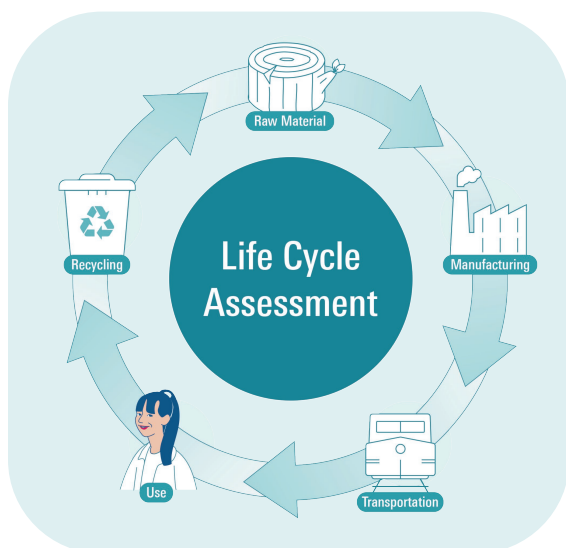 Raw Material
Manufacturing
Transportation
Use
Recycling
Life Cycle
Assessment